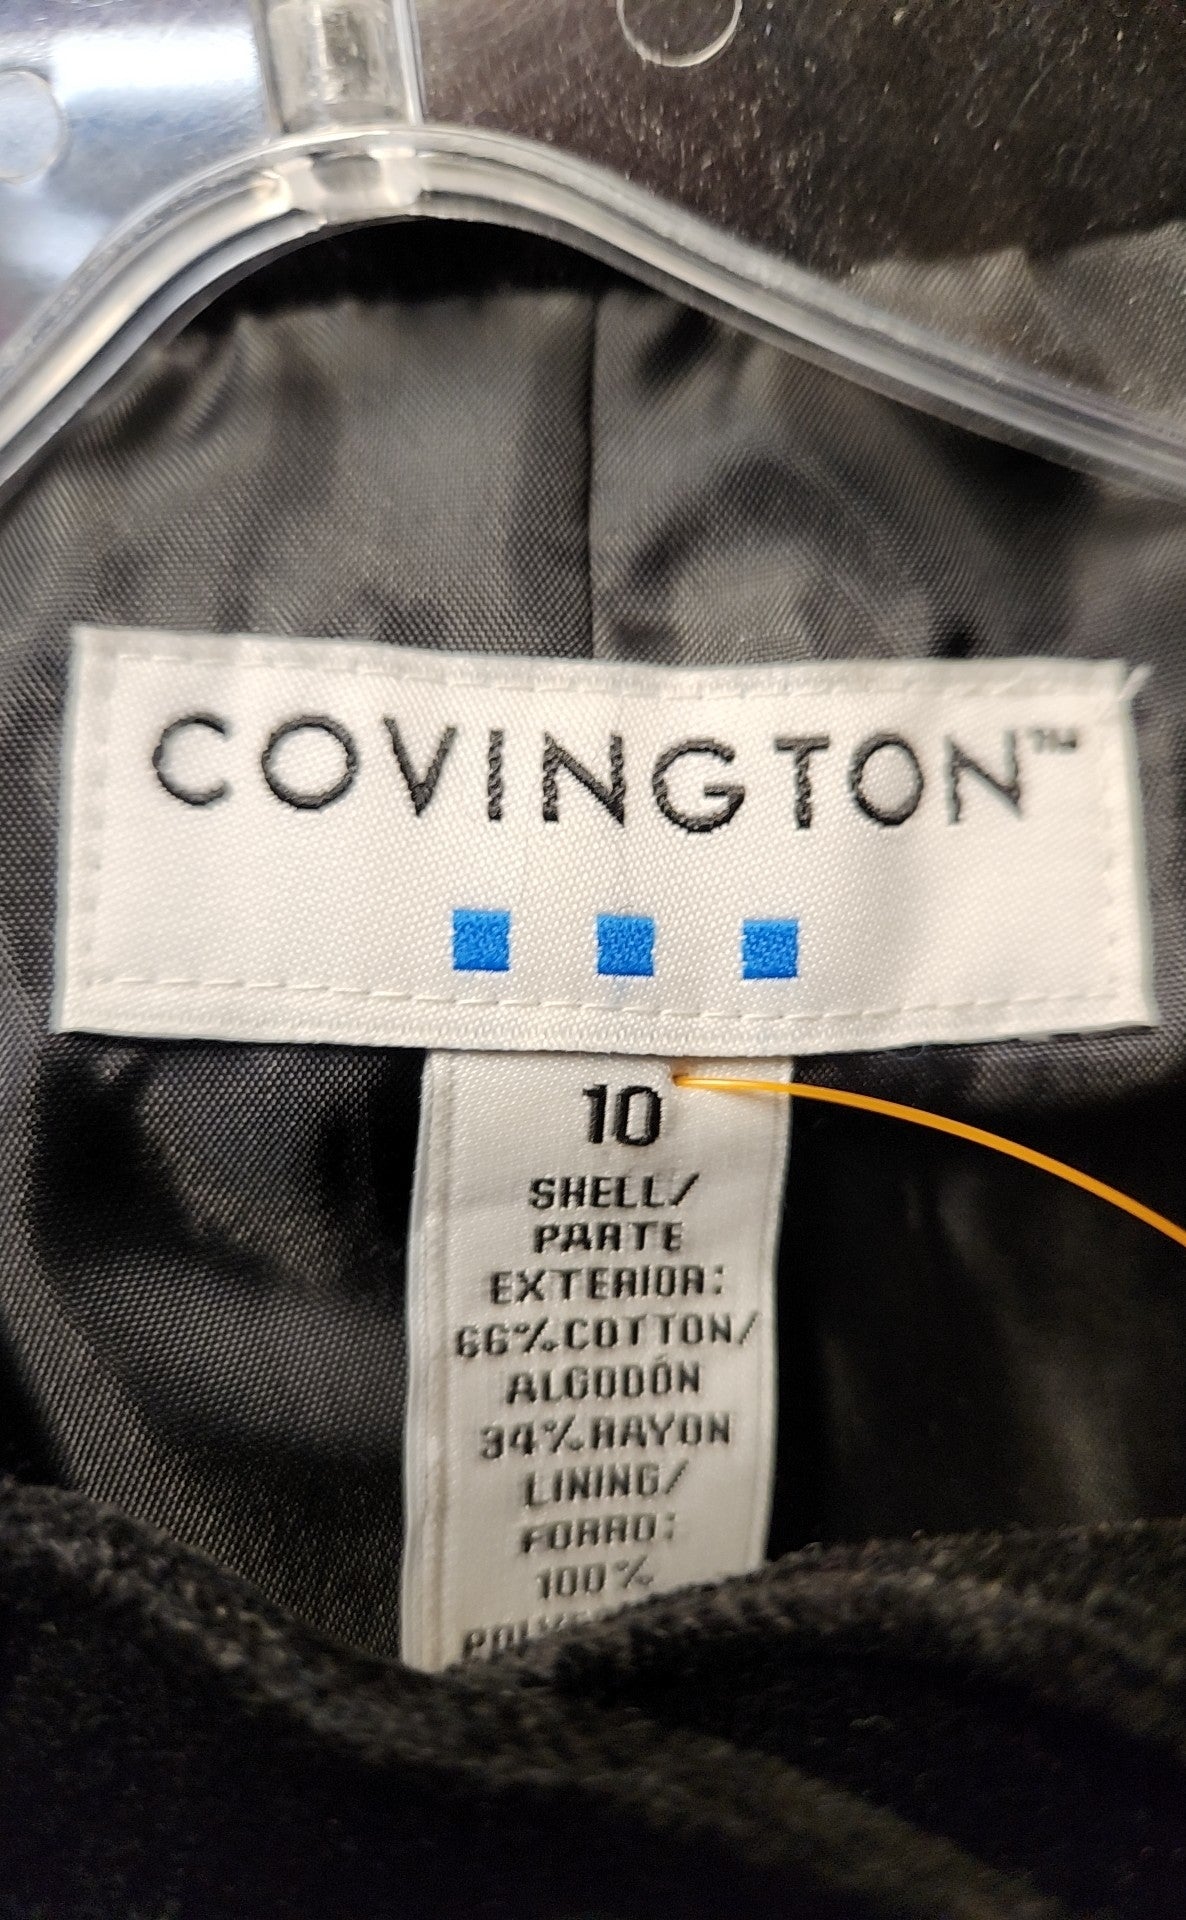 COVINGTON™
10
SHELL/
PARTE
EXTERIOR:
66%COTTON/
ALGODÓN
34%RAYON
LINING/
FORRO:
100%